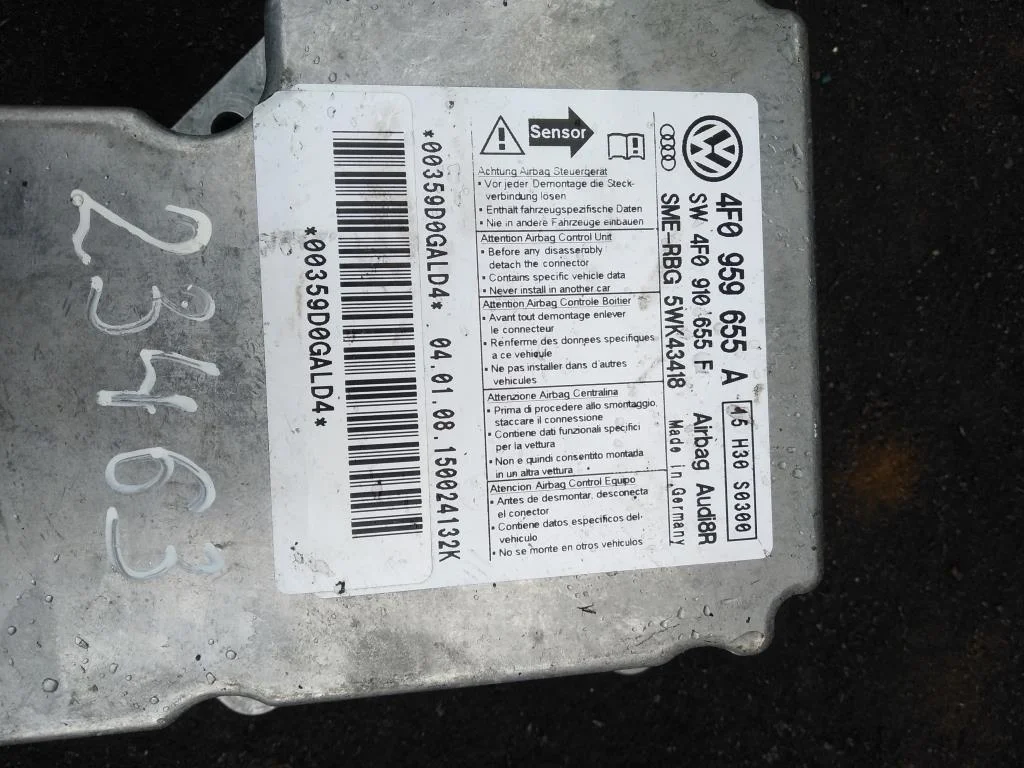 4F0 959 655 A
15 H30 S0300
SW 4F0 910 655 F Airbag Audi8R
SME-RBG 5WK43418 Made in Germany
Sensor
Achtung Airbag Steuergerät
• Vor jeder Demontage die Steck-
verbindung lösen
• Enthält fahrzeugspezifische Daten
• Nie in andere Fahrzeuge einbauen
Attention Airbag Control Unit
• Before any disassembly
detach the connector
• Contains specific vehicle data
• Never install in another car
Attention Airbag Controle Boitier
• Avant tout demontage enlever
le connecteur
• Renferme des donnees specifiques
a ce vehicule
• Ne pas installer dans d'autres
vehicules
Attenzione Airbag Centralina
• Prima di procedere allo smontaggio,
staccare il connessione
• Contiene dati funzionali specifici
per la vettura
• Non e quindi consentito montada
in un altra vettura
Atencion Airbag Control Equipo
• Antes de desmontar, desconecta
el conector
• Contiene datos especificos del
vehiculo
• No se monte en otros vehiculos
*00359D0GALD4* 04.01.08.150024132K
*00359D0GALD4*
23463